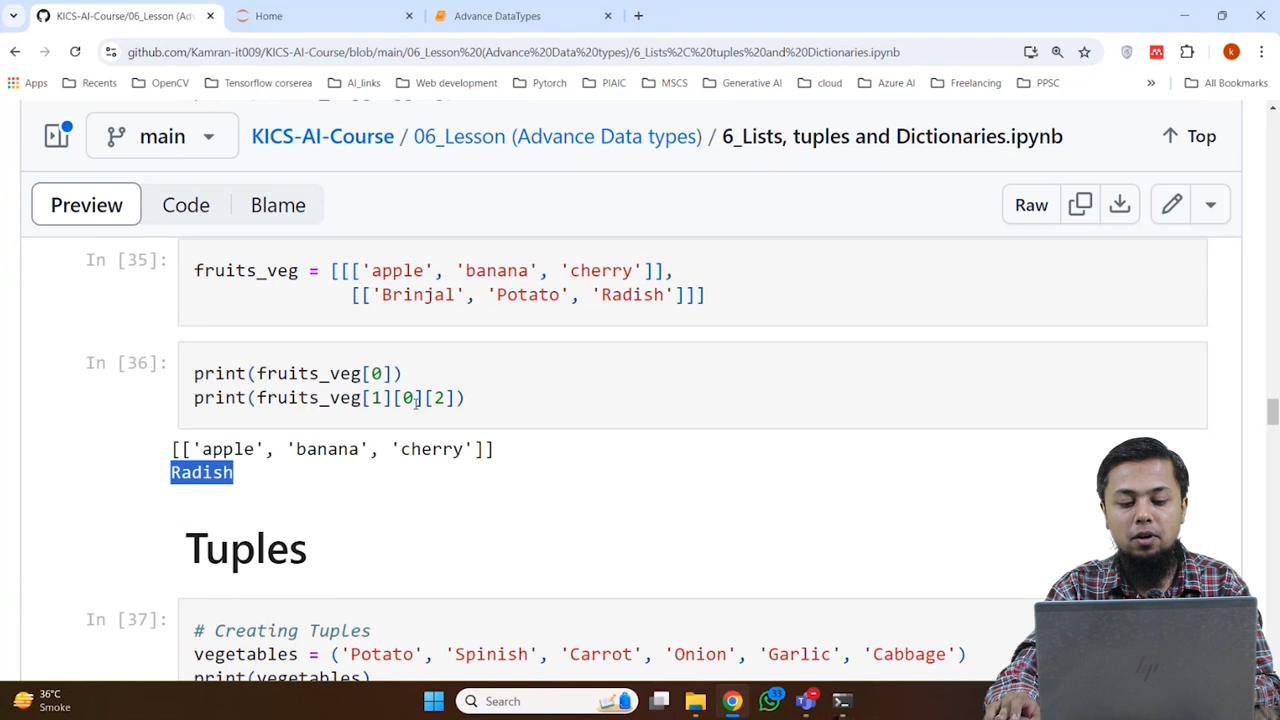 KICS-AI-Course/06_Lesson (Adv
Home
Advance DataTypes
github.com/Kamran-it009/KICS-AI-Course/blob/main/06_Lesson%20(Advance%20Data%20types)/6_Lists%2C%20tuples%20and%20Dictionaries.ipynb
k
Apps Recents OpenCV Tensorflow corsera AI_links Web development Pytorch PIAIC MSCS Generative AI cloud Azure AI Freelancing PPSC » All Bookmarks
main KICS-AI-Course / 06_Lesson (Advance Data types) / 6_Lists, tuples and Dictionaries.ipynb Top
Preview Code Blame Raw
In [35]: fruits_veg = [[['apple', 'banana', 'cherry']],
[['Brinjal', 'Potato', 'Radish']]]
In [36]:
print(fruits_veg[0])
print(fruits_veg[1][0][2])
[['apple', 'banana', 'cherry']]
Radish
Tuples
In [37]:
# Creating Tuples
vegetables = ('Potato', 'Spinish', 'Carrot', 'Onion', 'Garlic', 'Cabbage')
print(vegetables)
36°C
Smoke
Search
33
hp